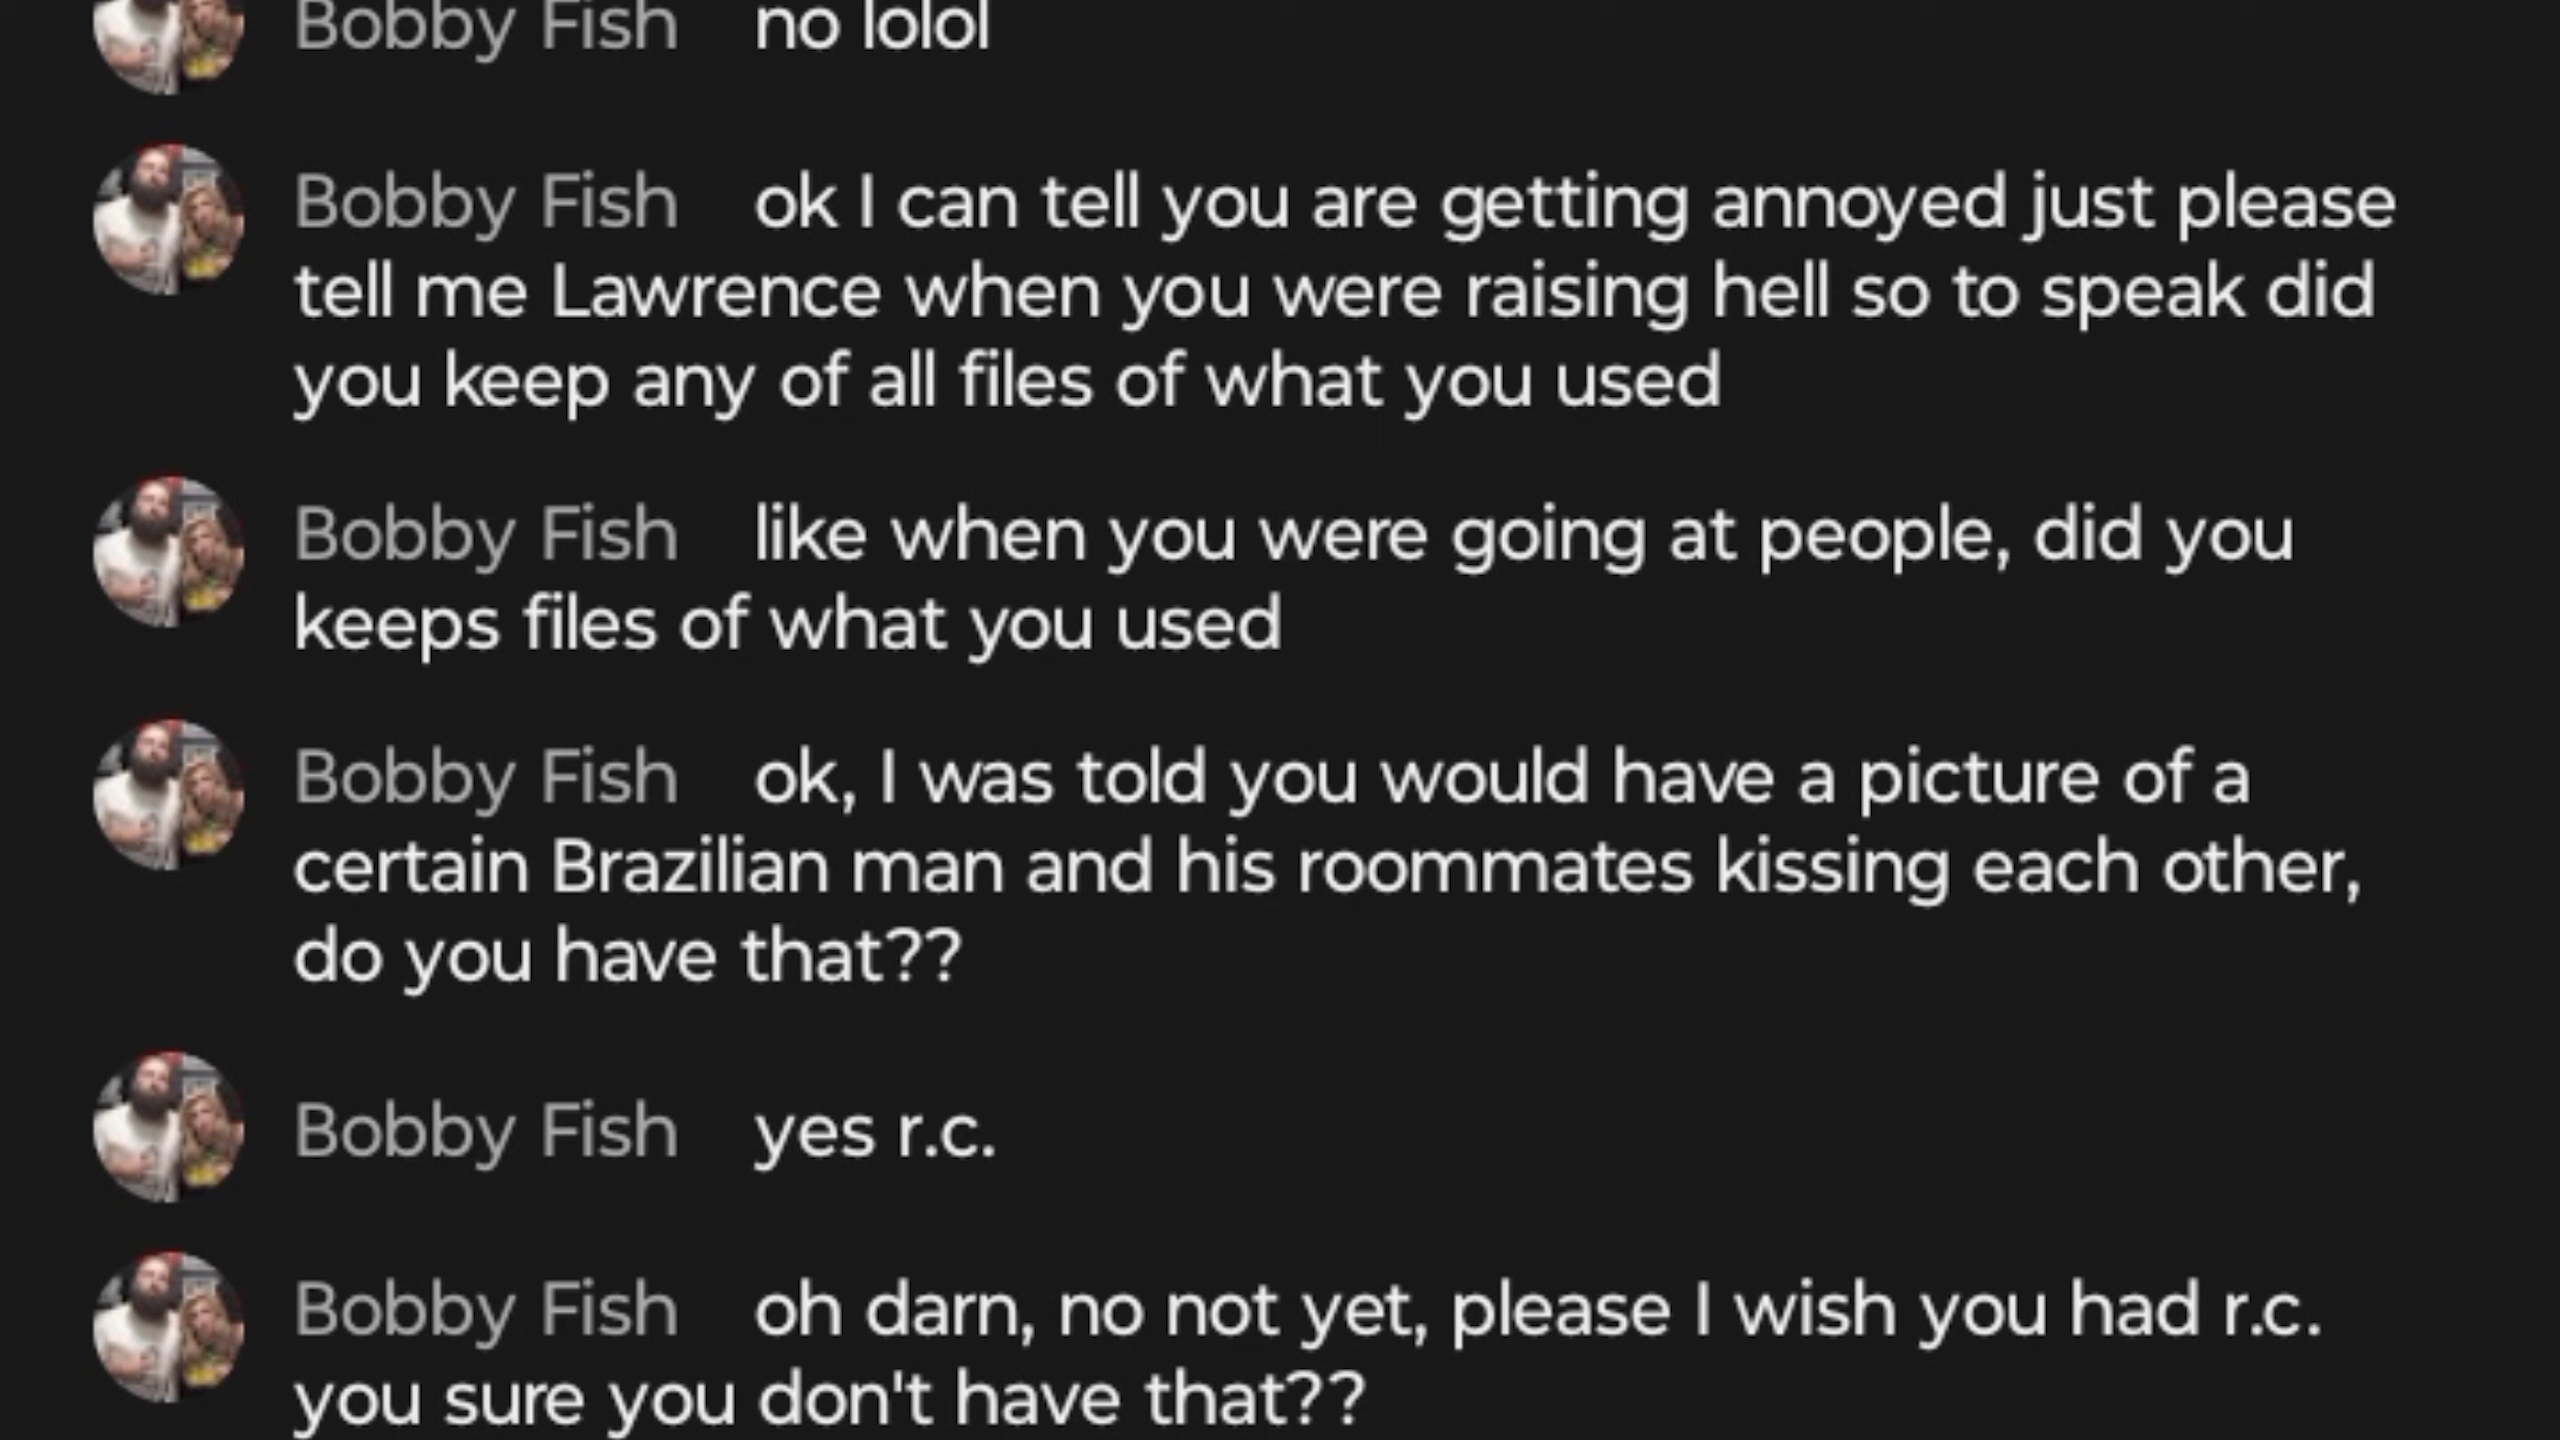 Bobby Fish no lolol
Bobby Fish ok I can tell you are getting annoyed just please
tell me Lawrence when you were raising hell so to speak did
you keep any of all files of what you used
Bobby Fish like when you were going at people, did you
keeps files of what you used
Bobby Fish ok, I was told you would have a picture of a
certain Brazilian man and his roommates kissing each other,
do you have that??
Bobby Fish yes r.c.
Bobby Fish oh darn, no not yet, please I wish you had r.c.
you sure you don't have that??